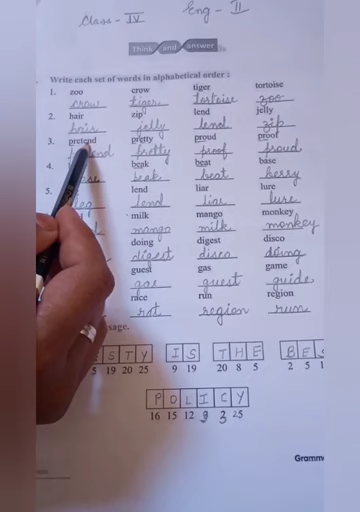 Class - IV Eng - II
Think and answer
Write each set of words in alphabetical order :
1. zoo crow tiger tortoise
crow tiger tortoise zoo
2. hair zip lend jelly
hair jelly lend zip
3. pretend pretty proud proof
pretty proof proud
4. beak beat base
beak beat berry
5. lend liar lure
leg lend liar lure
milk mango monkey
mango milk monkey
doing digest disco
digest disco doing
guest gas game
gas guest guide
race run region
rot region run
sage.
S T Y I S T H E B E S
5 19 20 25 9 19 20 8 5 2 5 1
P O L I C Y
16 15 12 9 3 25
Gramm